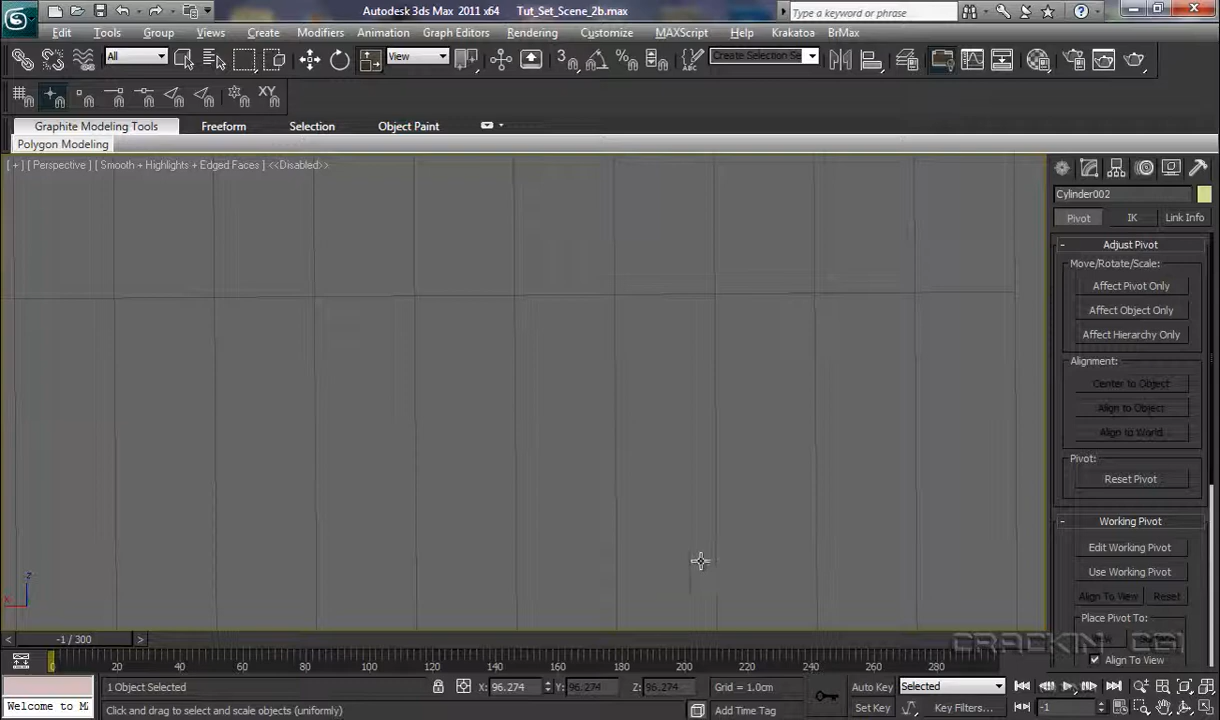 Autodesk 3ds Max 2011 x64 Tut_Set_Scene_2b.max Type a keyword or phrase
Edit Tools Group Views Create Modifiers Animation Graph Editors Rendering Customize MAXScript Help Krakatoa BrMax
All View Create Selection Se
XY
Graphite Modeling Tools Freeform Selection Object Paint
Polygon Modeling
[ + ] [ Perspective ] [ Smooth + Highlights + Edged Faces ] <<Disabled>>
Cylinder002
Pivot IK Link Info
- Adjust Pivot
Move/Rotate/Scale:
Affect Pivot Only
Affect Object Only
Affect Hierarchy Only
Alignment:
Center to Object
Align to Object
Align to World
Pivot:
Reset Pivot
- Working Pivot
Edit Working Pivot
Use Working Pivot
Align To View Reset
Place Pivot To:
Align To View
z
x
CRACKIN CGI
< -1 / 300 >
0 20 40 60 80 100 120 140 160 180 200 220 240 260 280
1 Object Selected X: 96.274 Y: 96.274 Z: 96.274 Grid = 1.0cm Auto Key Selected
Welcome to M Click and drag to select and scale objects (uniformly) Add Time Tag Set Key Key Filters... -1